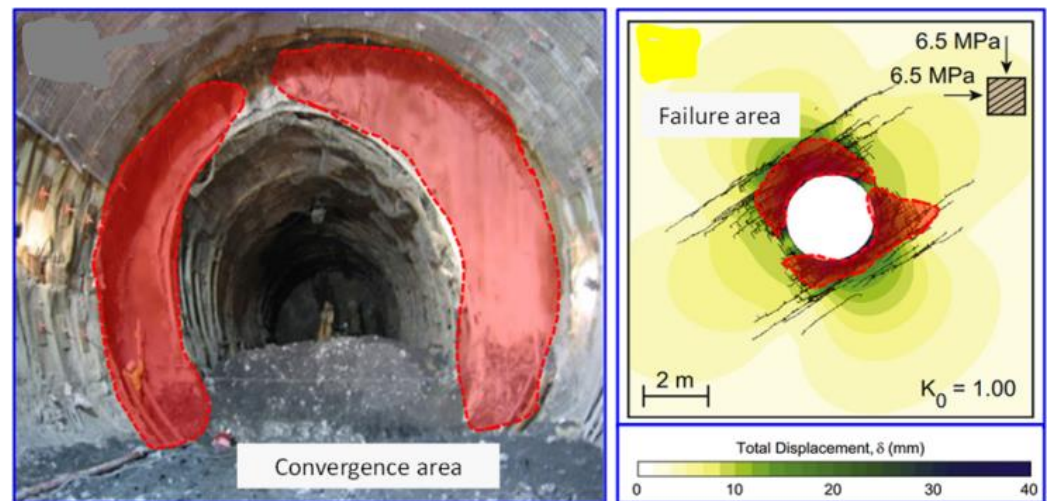 Convergence area
6.5 MPa
6.5 MPa
Failure area
2 m
K₀ = 1.00
Total Displacement, δ (mm)
0 10 20 30 40